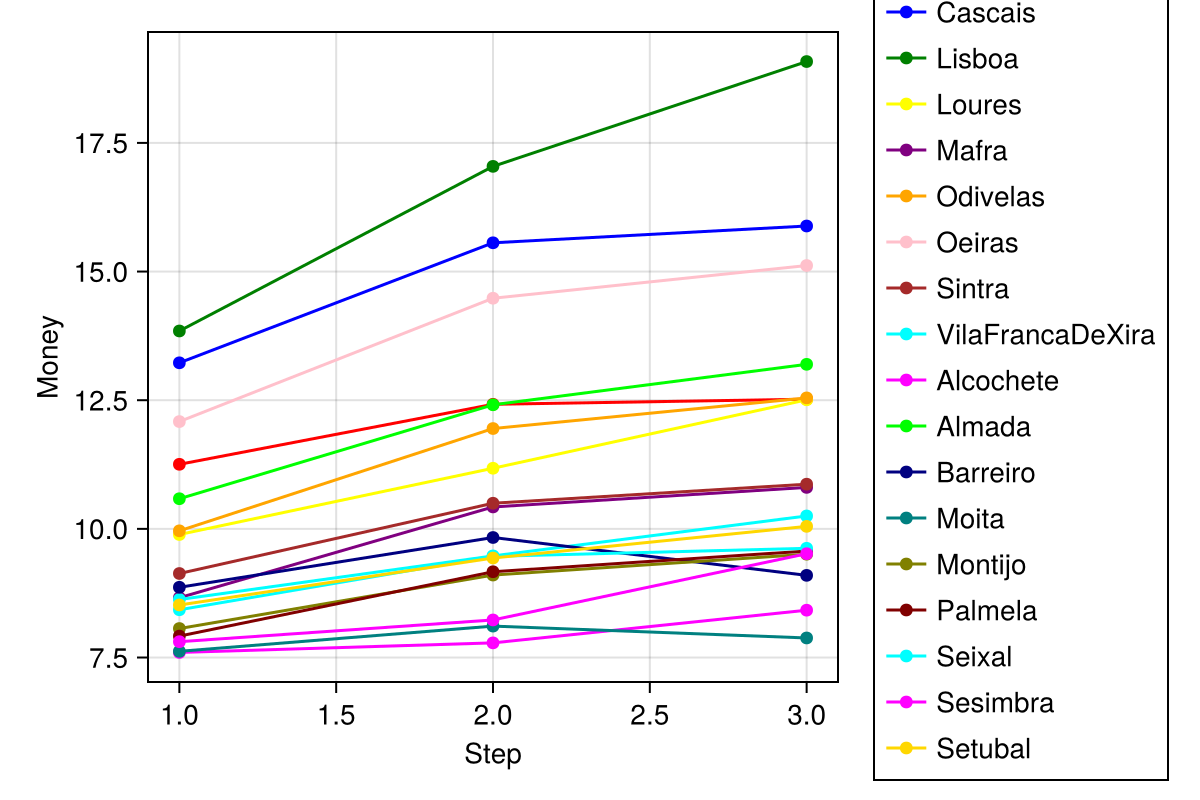 Cascais
Lisboa
Loures
Mafra
Odivelas
Oeiras
Sintra
VilaFrancaDeXira
Alcochete
Almada
Barreiro
Moita
Montijo
Palmela
Seixal
Sesimbra
Setubal
17.5
15.0
12.5
10.0
7.5
Money
1.0 1.5 2.0 2.5 3.0
Step